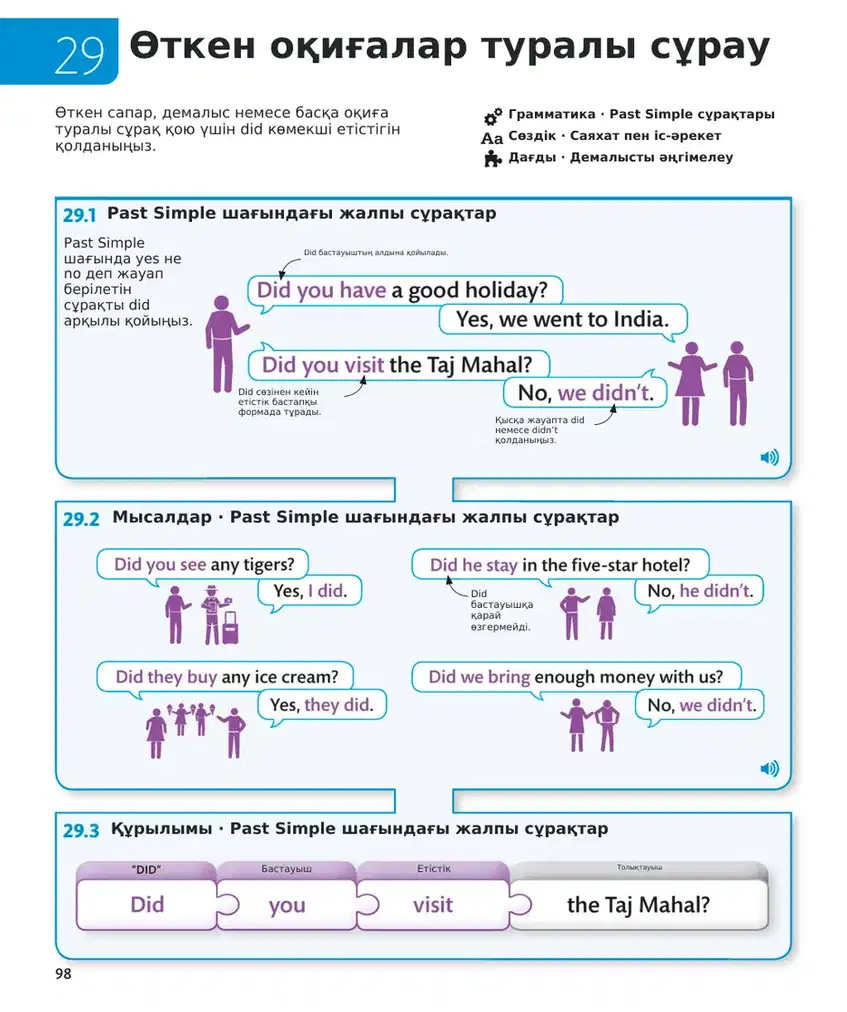 29
Өткен оқиғалар туралы сұрау
Өткен сапар, демалыс немесе басқа оқиға
туралы сұрақ қою үшін did көмекші етістігін
қолданыңыз.
Грамматика · Past Simple сұрақтары
Aa Сөздік · Саяхат пен іс-әрекет
Дағды · Демалысты әңгімелеу
29.1 Past Simple шағындағы жалпы сұрақтар
Past Simple
шағында yes не
no деп жауап
берілетін
сұрақты did
арқылы қойыңыз.
Did бастауыштың алдына қойылады.
Did you have a good holiday?
Yes, we went to India.
Did you visit the Taj Mahal?
No, we didn't.
Did сөзінен кейін
етістік бастапқы
формада тұрады.
Қысқа жауапта did
немесе didn't
қолданыңыз.
29.2 Мысалдар · Past Simple шағындағы жалпы сұрақтар
Did you see any tigers?
Yes, I did.
Did he stay in the five-star hotel?
No, he didn't.
Did
бастауышқа
қарай
өзгермейді.
Did they buy any ice cream?
Yes, they did.
Did we bring enough money with us?
No, we didn't.
29.3 Құрылымы · Past Simple шағындағы жалпы сұрақтар
"DID" Бастауыш Етістік Толықтауыш
Did you visit the Taj Mahal?
98